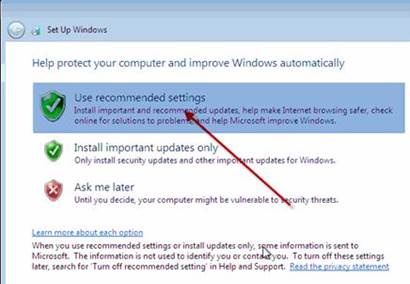 Set Up Windows
Help protect your computer and improve Windows automatically
Use recommended settings
Install important and recommended updates, help make Internet browsing safer, check
online for solutions to problems, and help Microsoft improve Windows.
Install important updates only
Only install security updates and other important updates for Windows.
Ask me later
Until you decide, your computer might be vulnerable to security threats.
Learn more about each option
When you use recommended settings or install updates only, some information is sent to
Microsoft. The information is not used to identify you or contact you. To turn off these settings
later, search for 'Turn off recommended setting' in Help and Support. Read the privacy statement